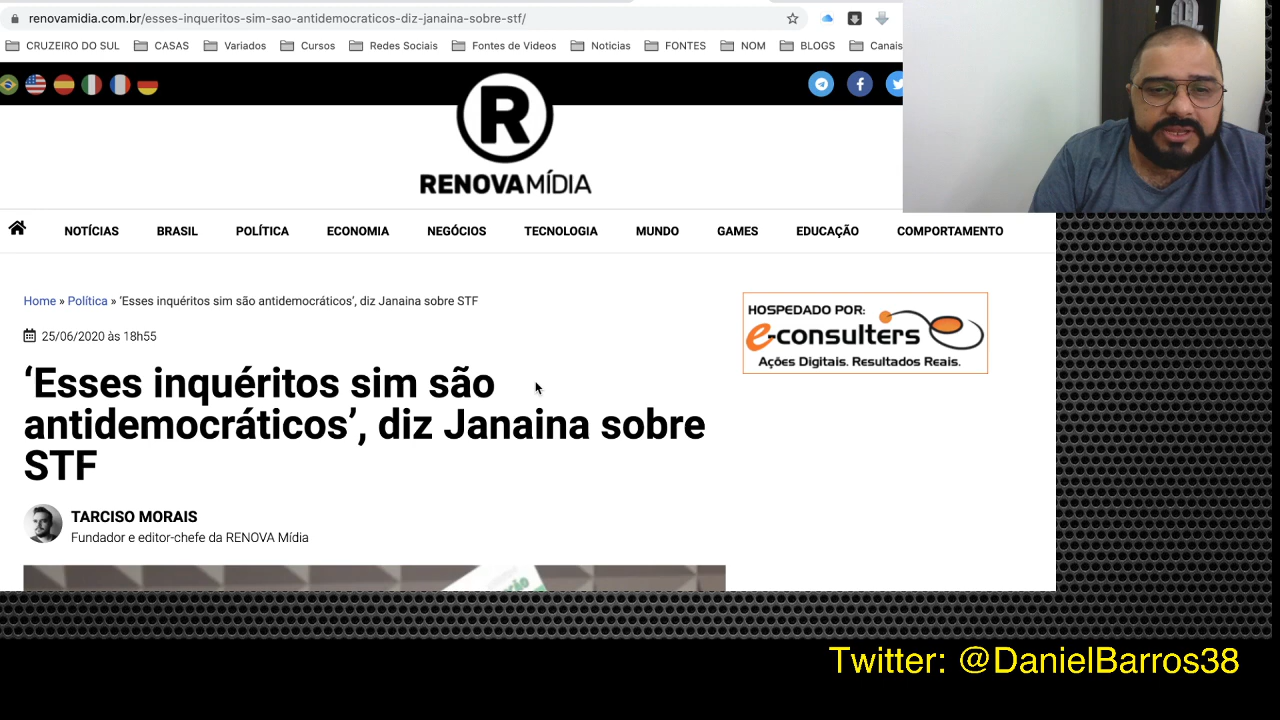 renovamidia.com.br/esses-inqueritos-sim-sao-antidemocraticos-diz-janaina-sobre-stf/
CRUZEIRO DO SUL CASAS Variados Cursos Redes Sociais Fontes de Videos Noticias FONTES NOM BLOGS Canais
R
RENOVAMÍDIA
NOTÍCIAS BRASIL POLÍTICA ECONOMIA NEGÓCIOS TECNOLOGIA MUNDO GAMES EDUCAÇÃO COMPORTAMENTO
Home » Política » ‘Esses inquéritos sim são antidemocráticos’, diz Janaina sobre STF
25/06/2020 às 18h55
HOSPEDADO POR:
e-consulters
Ações Digitais. Resultados Reais.
‘Esses inquéritos sim são
antidemocráticos’, diz Janaina sobre
STF
TARCISO MORAIS
Fundador e editor-chefe da RENOVA Mídia
Twitter: @DanielBarros38